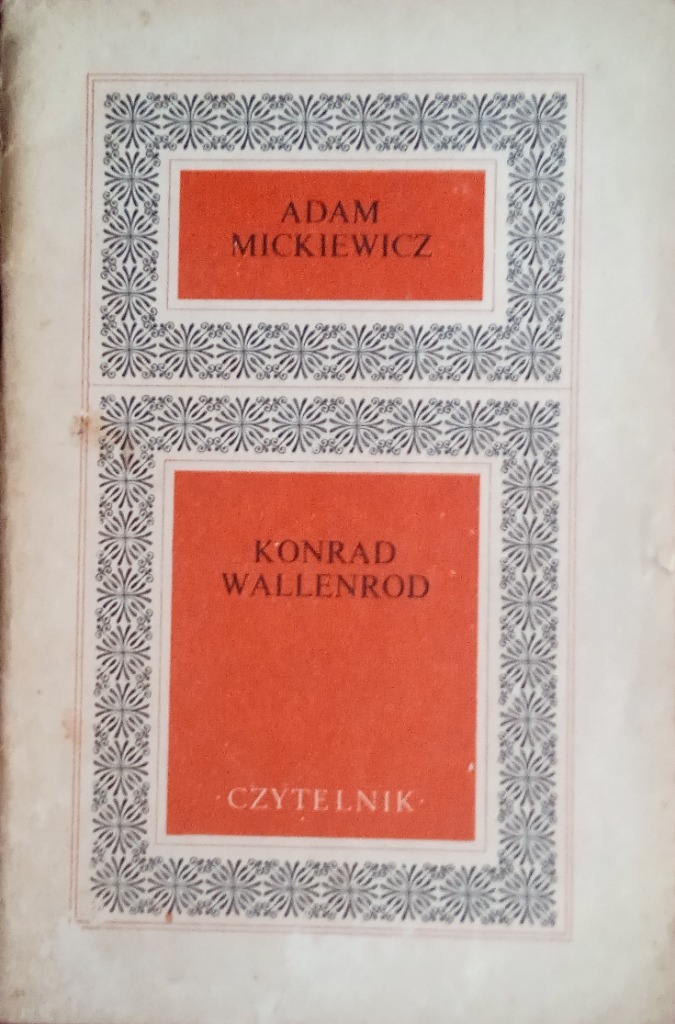 ADAM
MICKIEWICZ
KONRAD
WALLENROD
·CZYTELNIK·